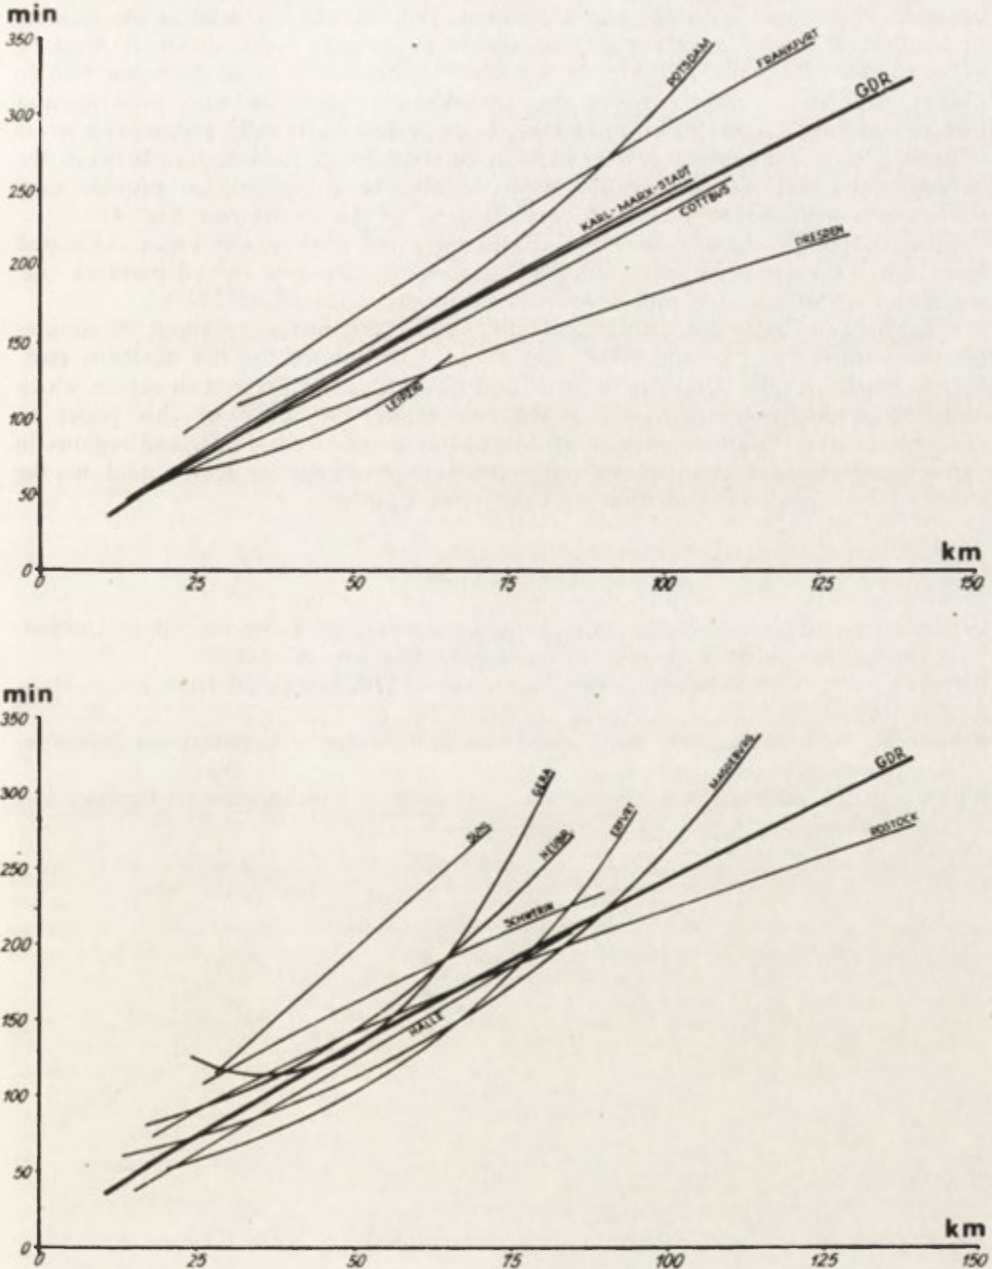 min
350
300
250
200
150
100
50
0
0 25 50 75 100 125 150
km
POTSDAM
FRANKFURT
GDR
KARL-MARX-STADT
COTTBUS
DRESDEN
LEIPZIG
min
350
300
250
200
150
100
50
0
0 25 50 75 100 125 150
km
SUHL
GERA
NEUBR.
ERFURT
MAGDEBURG
GDR
ROSTOCK
SCHWERIN
HALLE